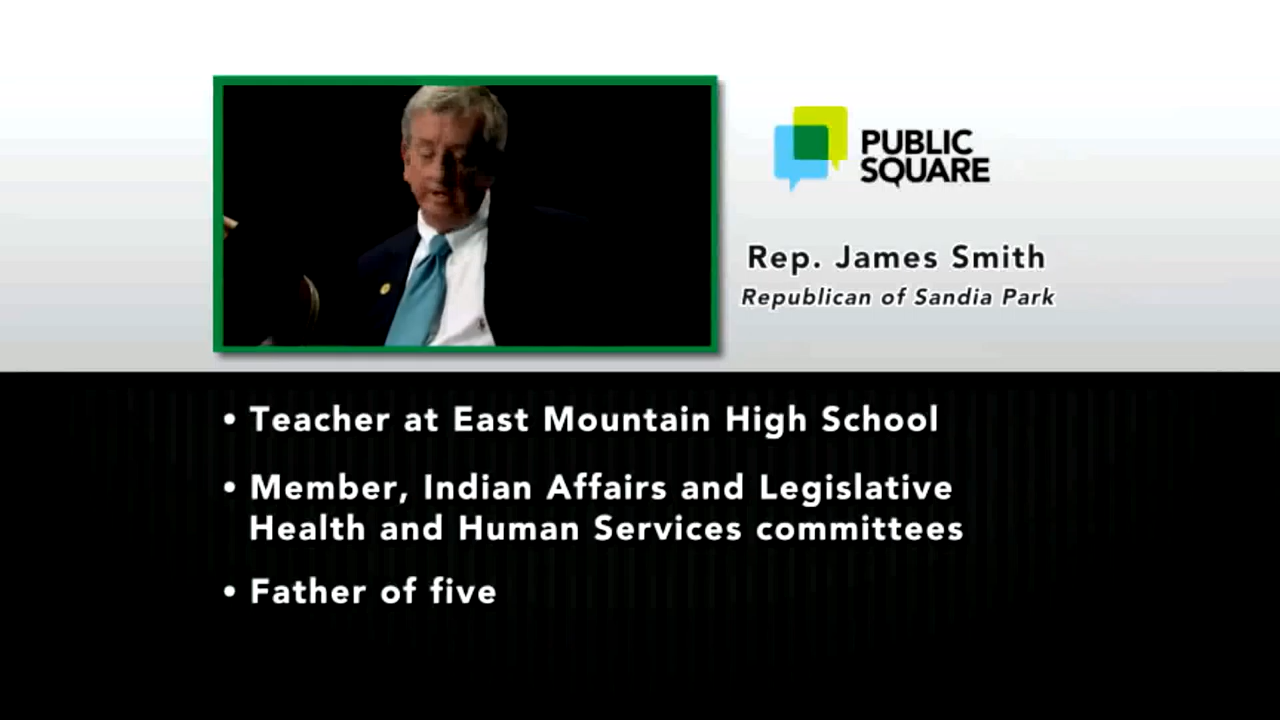 PUBLIC
SQUARE
Rep. James Smith
Republican of Sandia Park
• Teacher at East Mountain High School
• Member, Indian Affairs and Legislative
Health and Human Services committees
• Father of five